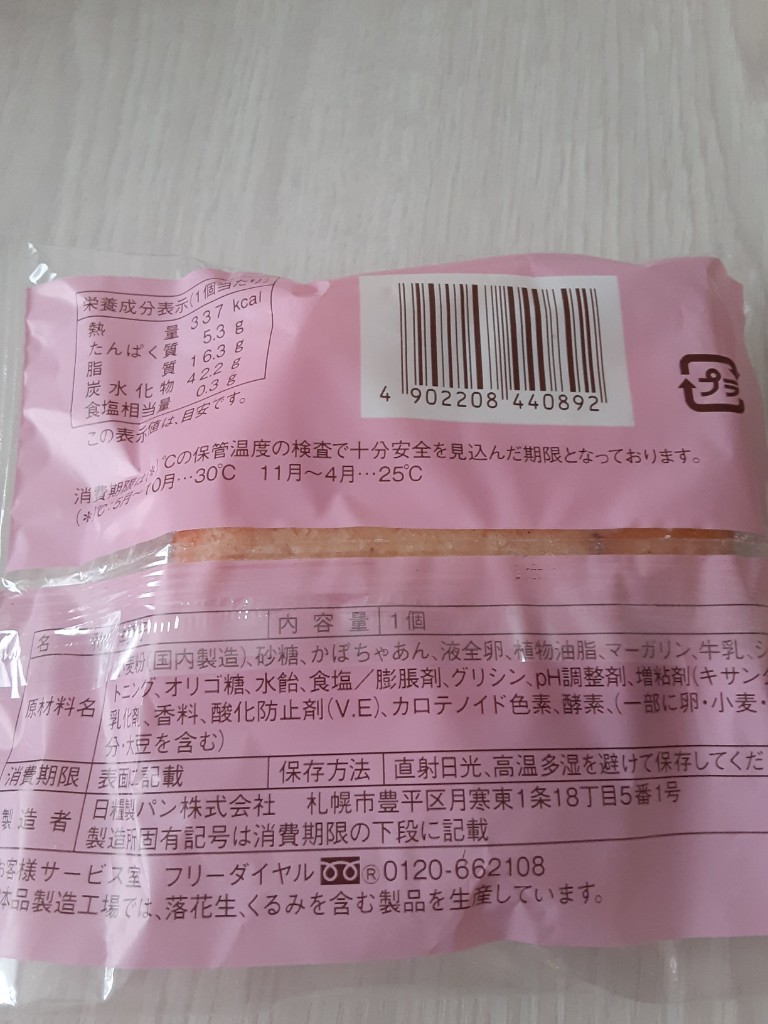 栄養成分表示(1個当たり)
熱量 337 kcal
たんぱく質 5.3 g
脂質 16.3 g
炭水化物 42.2 g
食塩相当量 0.3 g
この表示値は、目安です。
4 902208 440892
プラ
消費期限は(*)℃の保管温度の検査で十分安全を見込んだ期限となっております。
(*)℃:5月〜10月…30℃ 11月〜4月…25℃
名 内容量 1個
原材料名 小麦粉(国内製造)、砂糖、かぼちゃあん、液全卵、植物油脂、マーガリン、牛乳、シ
トニング、オリゴ糖、水飴、食塩/膨脹剤、グリシン、pH調整剤、増粘剤(キサンタ
乳化剤、香料、酸化防止剤(V.E)、カロテノイド色素、酵素、(一部に卵・小麦・
分・大豆を含む)
消費期限 表面に記載 保存方法 直射日光、高温多湿を避けて保存してくだ
製造者 日糧製パン株式会社 札幌市豊平区月寒東1条18丁目5番1号
製造所固有記号は消費期限の下段に記載
お客様サービス室 フリーダイヤル ®0120-662108
本品製造工場では、落花生、くるみを含む製品を生産しています。